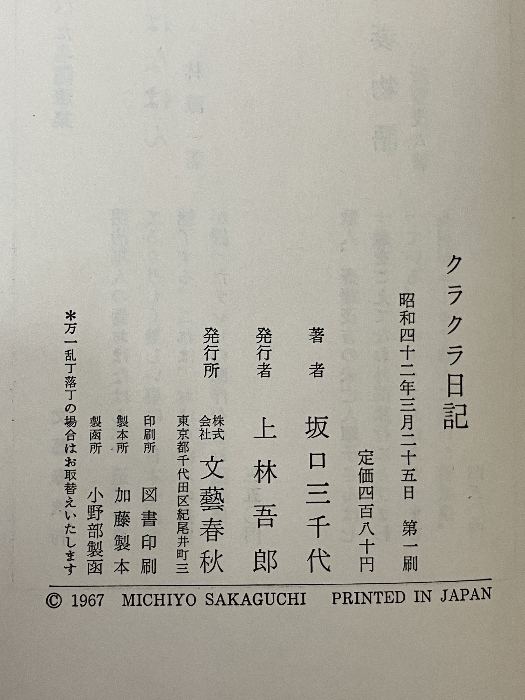 クラクラ日記
昭和四十二年三月二十五日　第一刷
定価四百八十円
著者　坂口三千代
発行者　上林吾郎
発行所　株式会社　文藝春秋
東京都千代田区紀尾井町三
印刷所　図書印刷
製本所　加藤製本
製函所　小野部製函
＊万一乱丁落丁の場合はお取替えいたします
© 1967 MICHIYO SAKAGUCHI PRINTED IN JAPAN